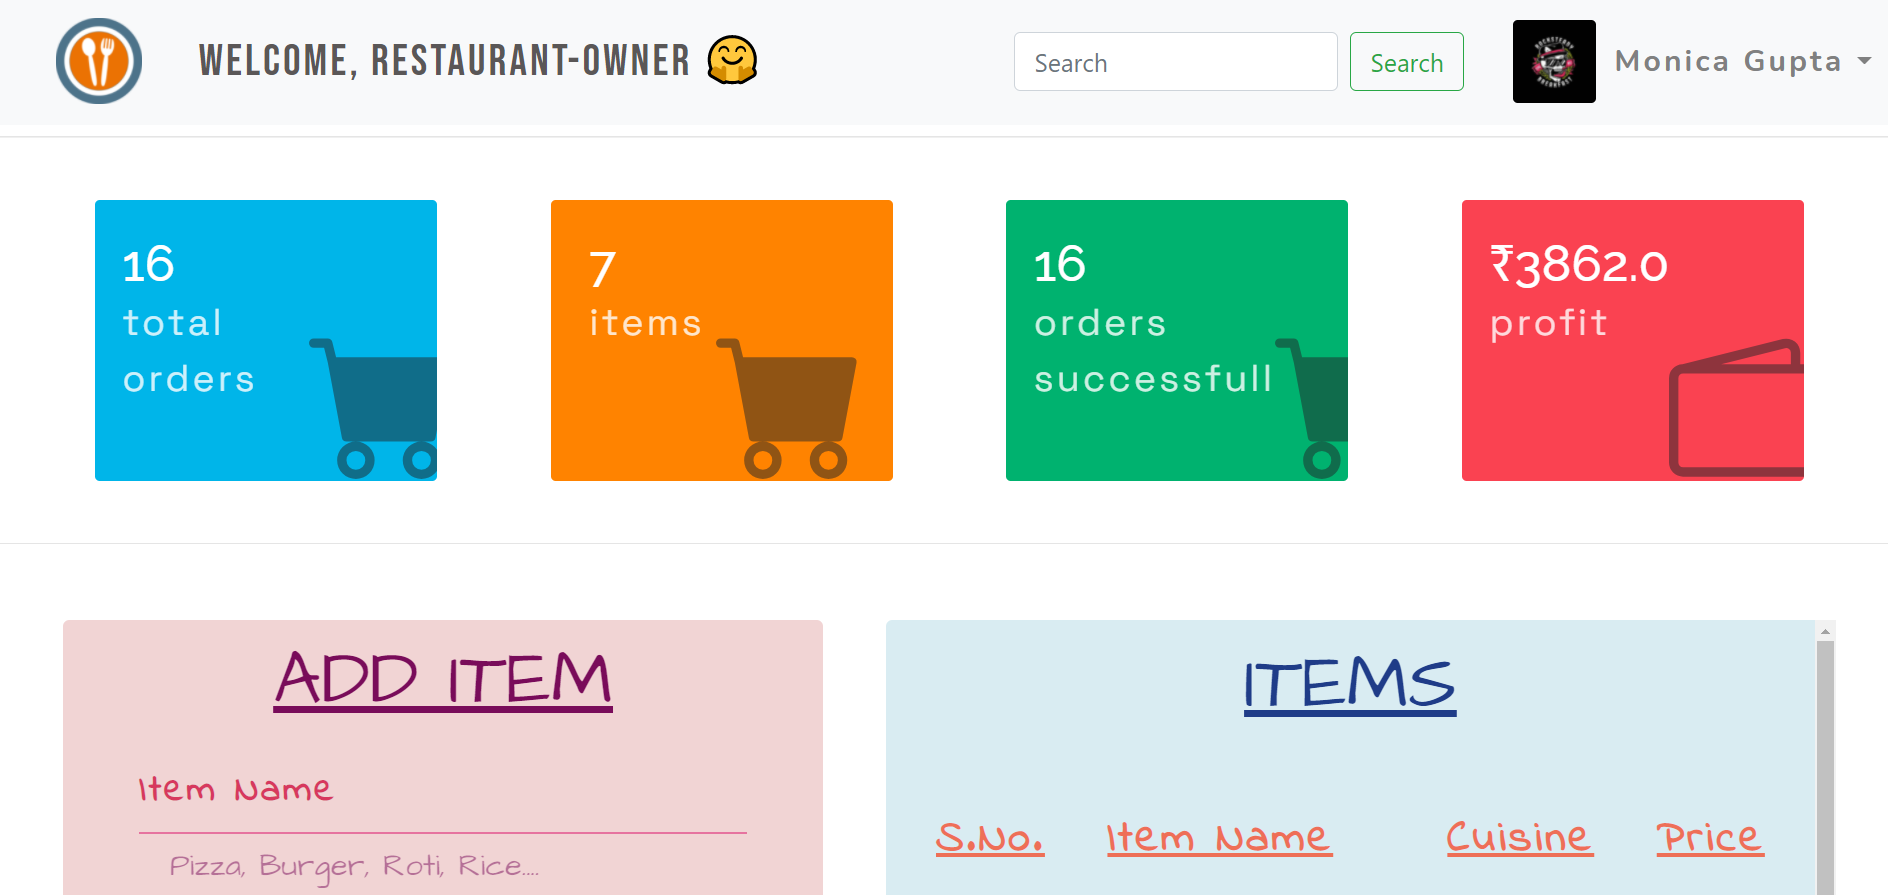 WELCOME, RESTAURANT-OWNER 🤗
Search
Search
Monica Gupta
16
total
orders
7
items
16
orders
successfull
₹3862.0
profit
ADD ITEM
Item Name
Pizza, Burger, Roti, Rice....
ITEMS
S.No. Item Name Cuisine Price